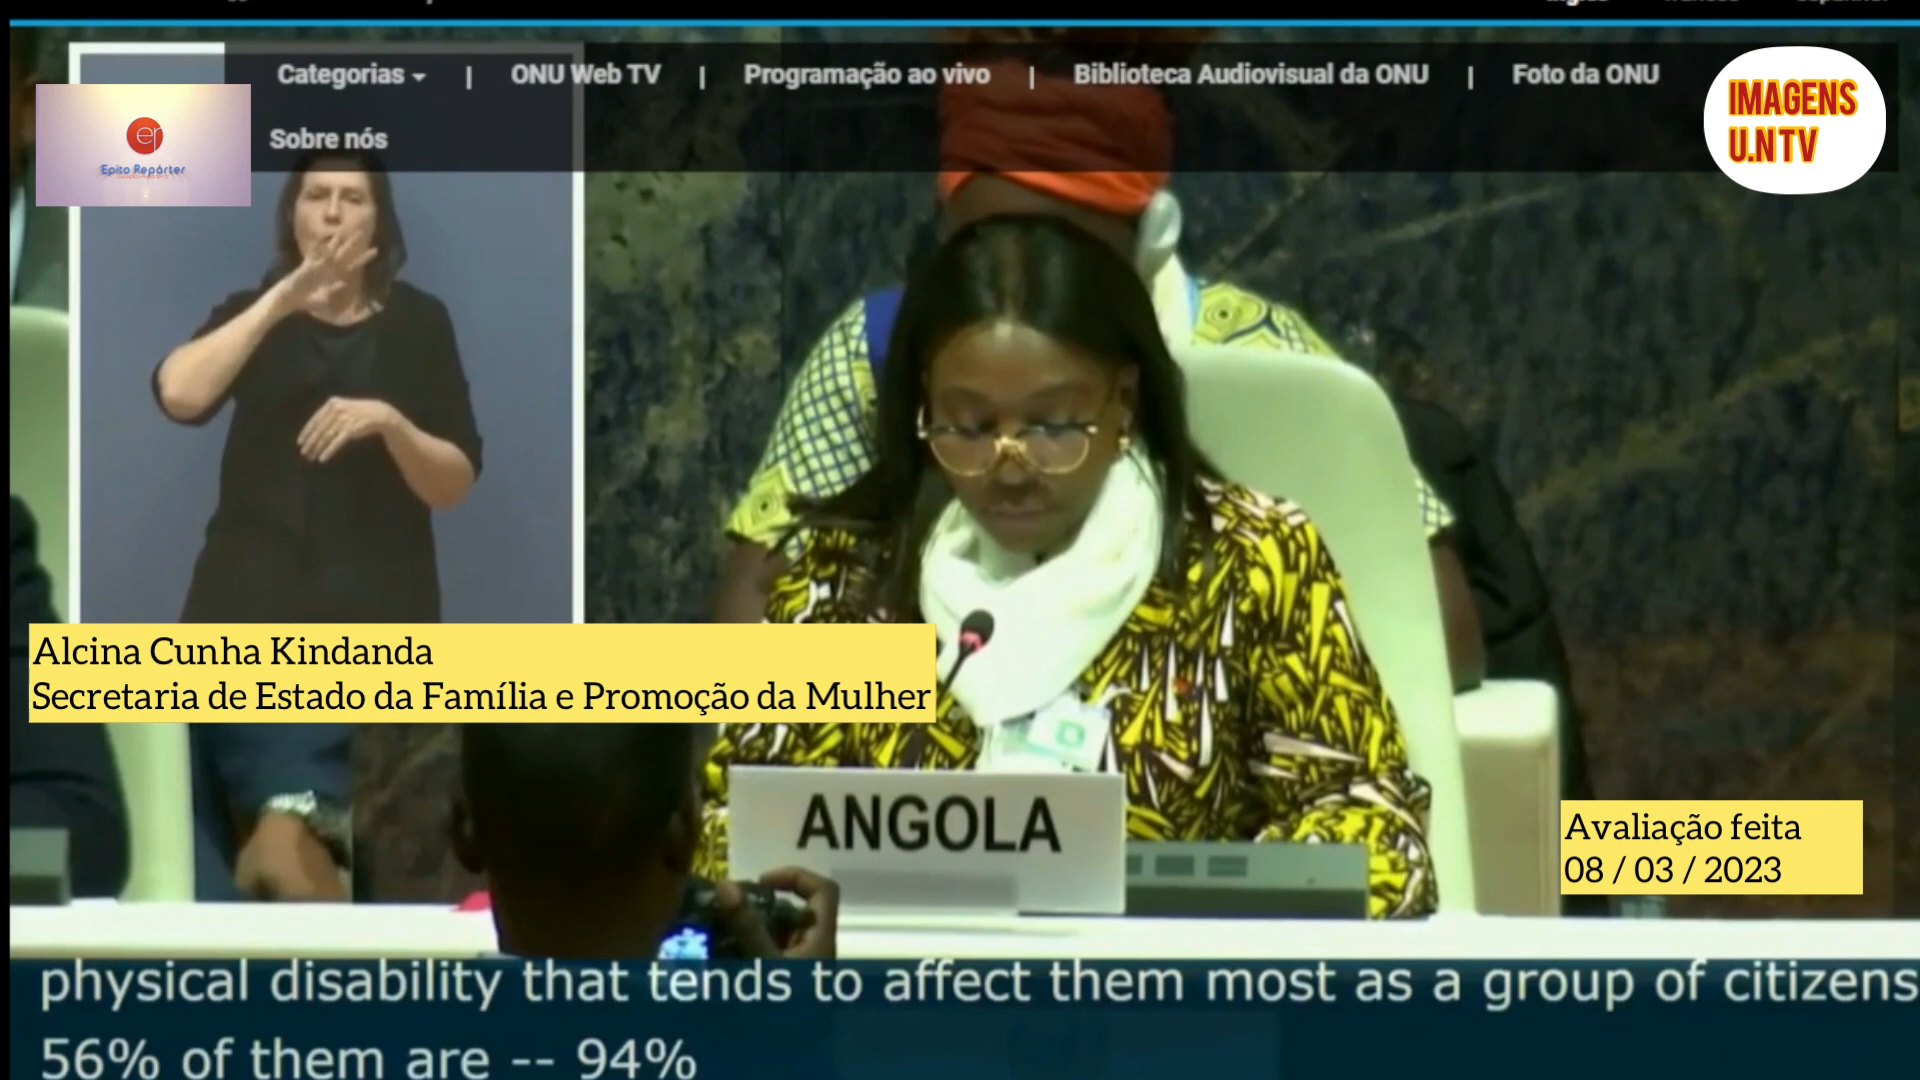 Categorias | ONU Web TV | Programação ao vivo | Biblioteca Audiovisual da ONU | Foto da ONU
Sobre nós
er
Epito Repórter
IMAGENS
U.N TV
Alcina Cunha Kindanda
Secretaria de Estado da Família e Promoção da Mulher
ANGOLA
Avaliação feita
08 / 03 / 2023
physical disability that tends to affect them most as a group of citizens
56% of them are -- 94%